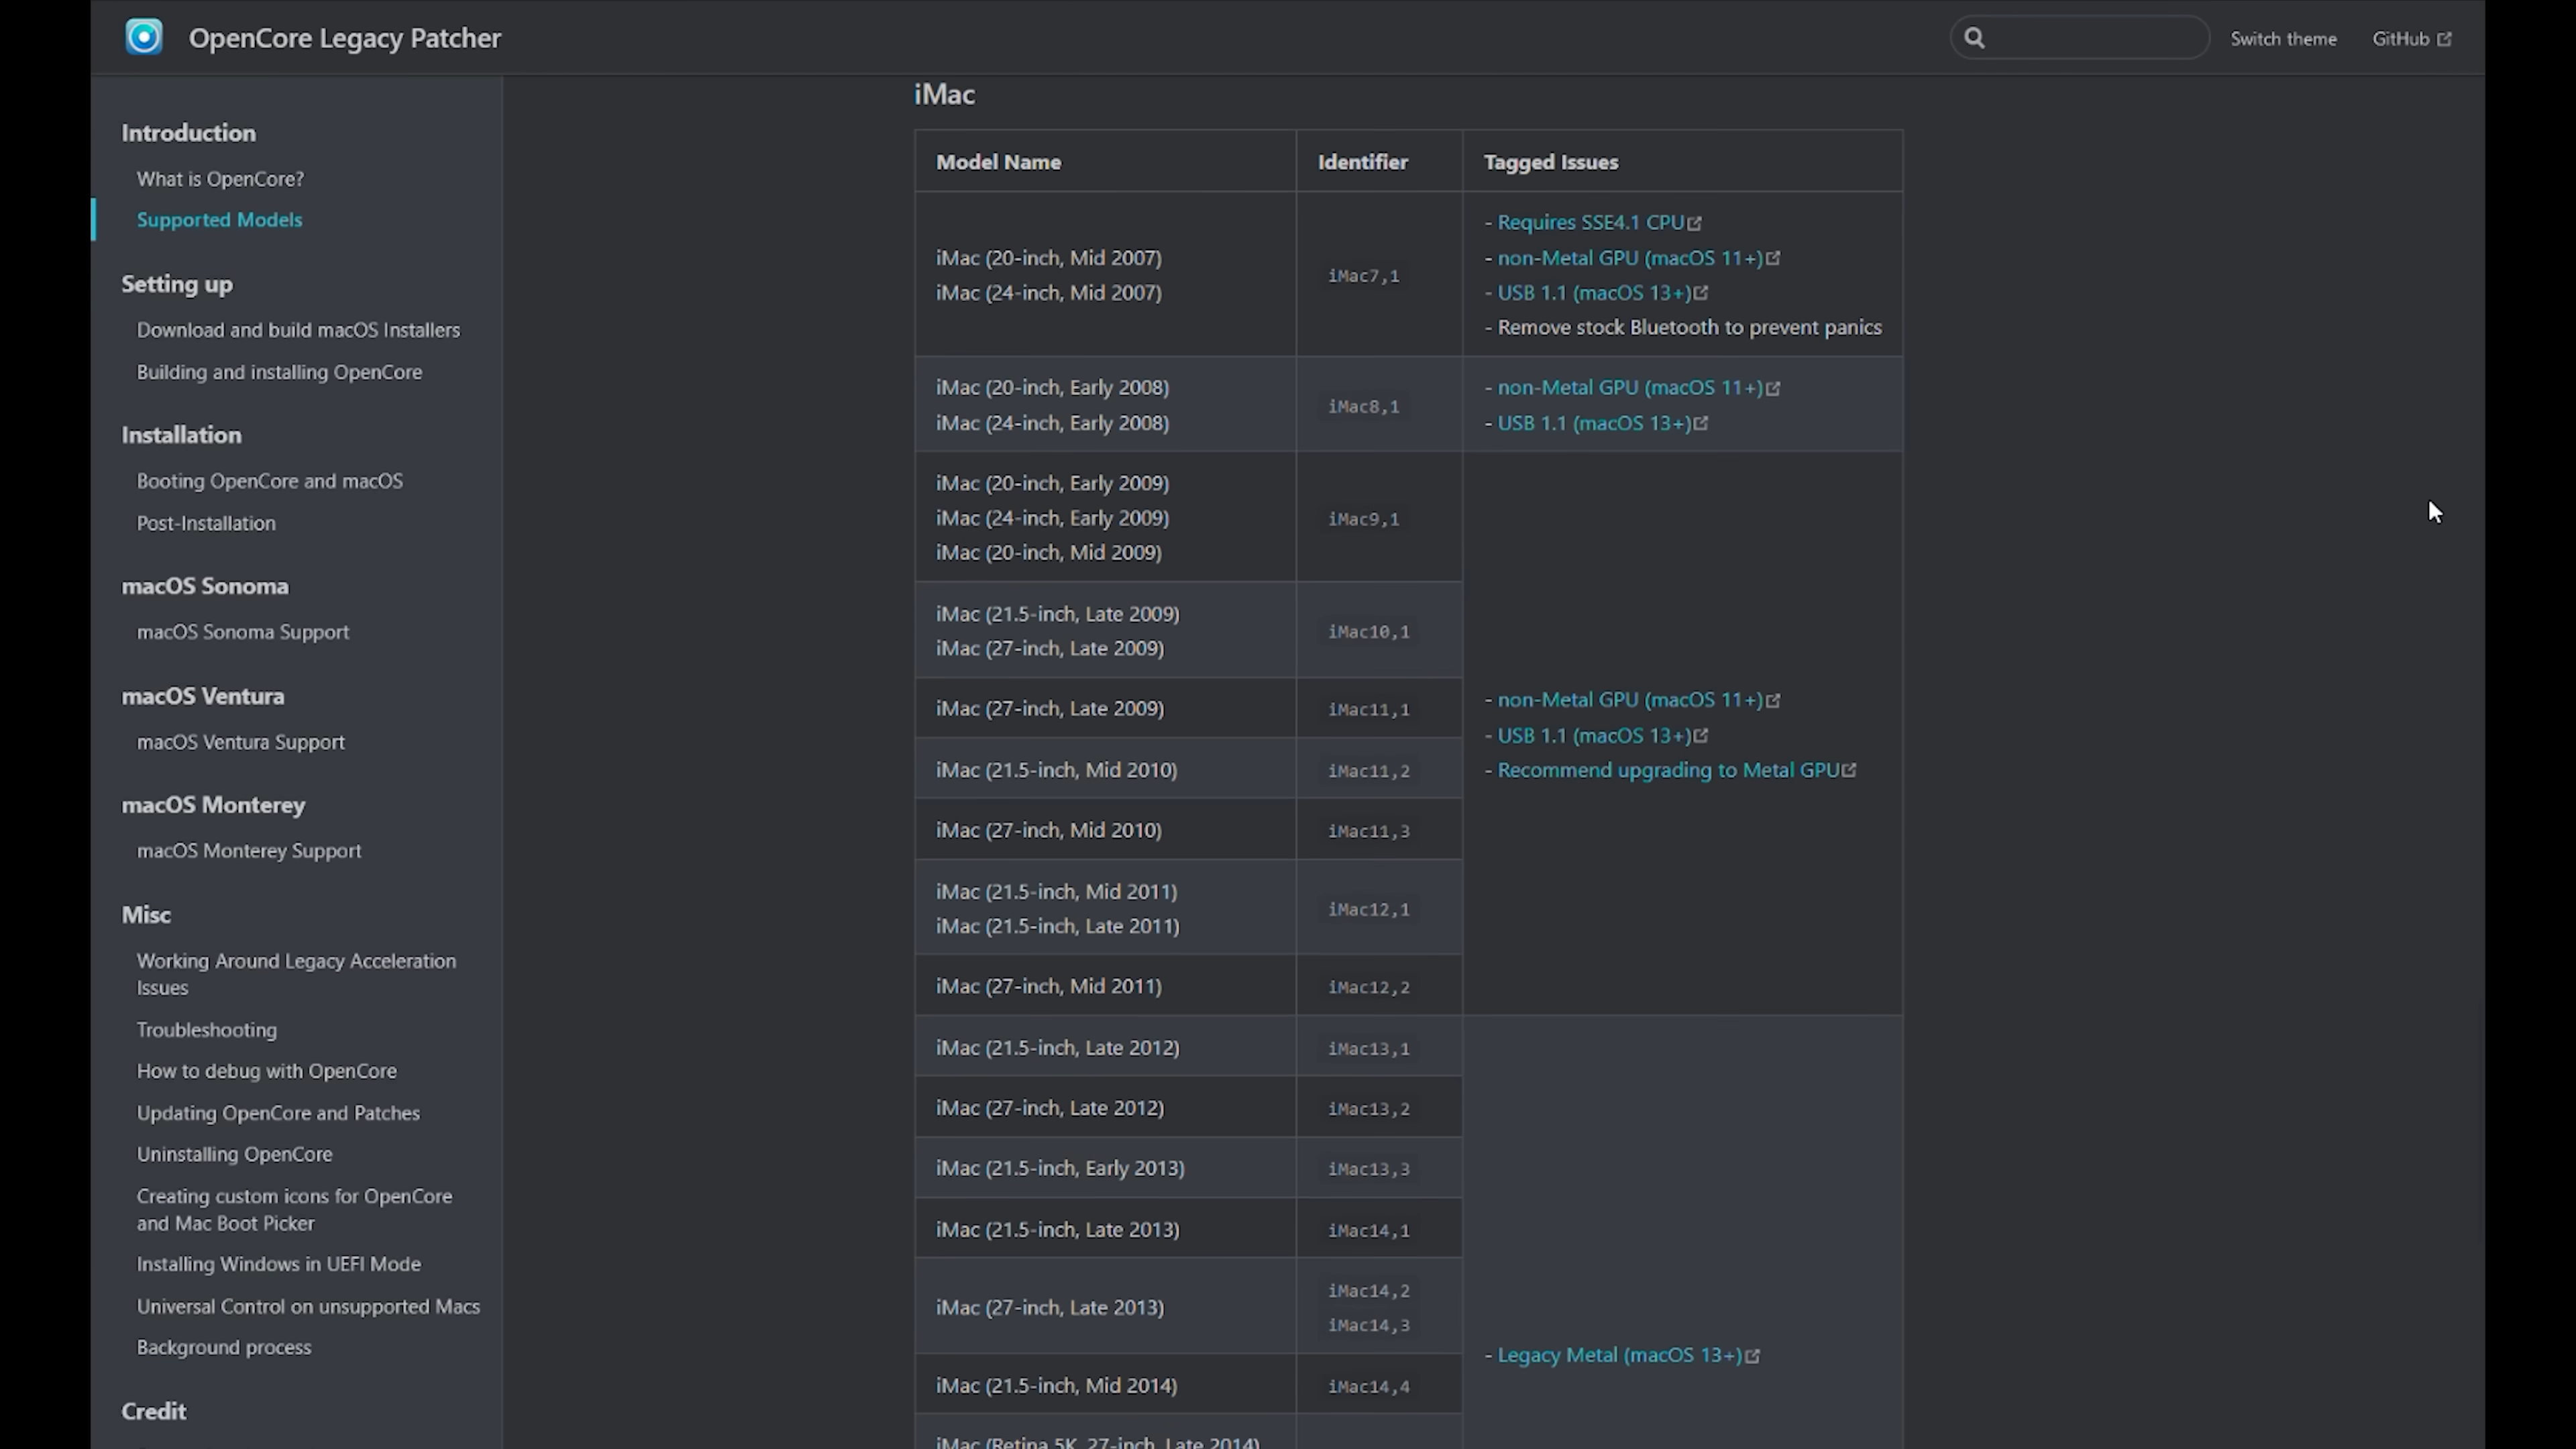 OpenCore Legacy Patcher
Switch theme
GitHub
Introduction
What is OpenCore?
Supported Models
Setting up
Download and build macOS Installers
Building and installing OpenCore
Installation
Booting OpenCore and macOS
Post-Installation
macOS Sonoma
macOS Sonoma Support
macOS Ventura
macOS Ventura Support
macOS Monterey
macOS Monterey Support
Misc
Working Around Legacy Acceleration
Issues
Troubleshooting
How to debug with OpenCore
Updating OpenCore and Patches
Uninstalling OpenCore
Creating custom icons for OpenCore
and Mac Boot Picker
Installing Windows in UEFI Mode
Universal Control on unsupported Macs
Background process
Credit
iMac
Model Name Identifier Tagged Issues
iMac (20-inch, Mid 2007)
iMac (24-inch, Mid 2007)
iMac7,1
- Requires SSE4.1 CPU
- non-Metal GPU (macOS 11+)
- USB 1.1 (macOS 13+)
- Remove stock Bluetooth to prevent panics
iMac (20-inch, Early 2008)
iMac (24-inch, Early 2008)
iMac8,1
- non-Metal GPU (macOS 11+)
- USB 1.1 (macOS 13+)
iMac (20-inch, Early 2009)
iMac (24-inch, Early 2009)
iMac (20-inch, Mid 2009)
iMac9,1
iMac (21.5-inch, Late 2009)
iMac (27-inch, Late 2009)
iMac10,1
iMac (27-inch, Late 2009)
iMac11,1
iMac (21.5-inch, Mid 2010)
iMac11,2
iMac (27-inch, Mid 2010)
iMac11,3
iMac (21.5-inch, Mid 2011)
iMac (21.5-inch, Late 2011)
iMac12,1
iMac (27-inch, Mid 2011)
iMac12,2
- non-Metal GPU (macOS 11+)
- USB 1.1 (macOS 13+)
- Recommend upgrading to Metal GPU
iMac (21.5-inch, Late 2012)
iMac13,1
iMac (27-inch, Late 2012)
iMac13,2
iMac (21.5-inch, Early 2013)
iMac13,3
iMac (21.5-inch, Late 2013)
iMac14,1
iMac (27-inch, Late 2013)
iMac14,2
iMac14,3
iMac (21.5-inch, Mid 2014)
iMac14,4
- Legacy Metal (macOS 13+)
iMac (Retina 5K, 27-inch, Late 2014)